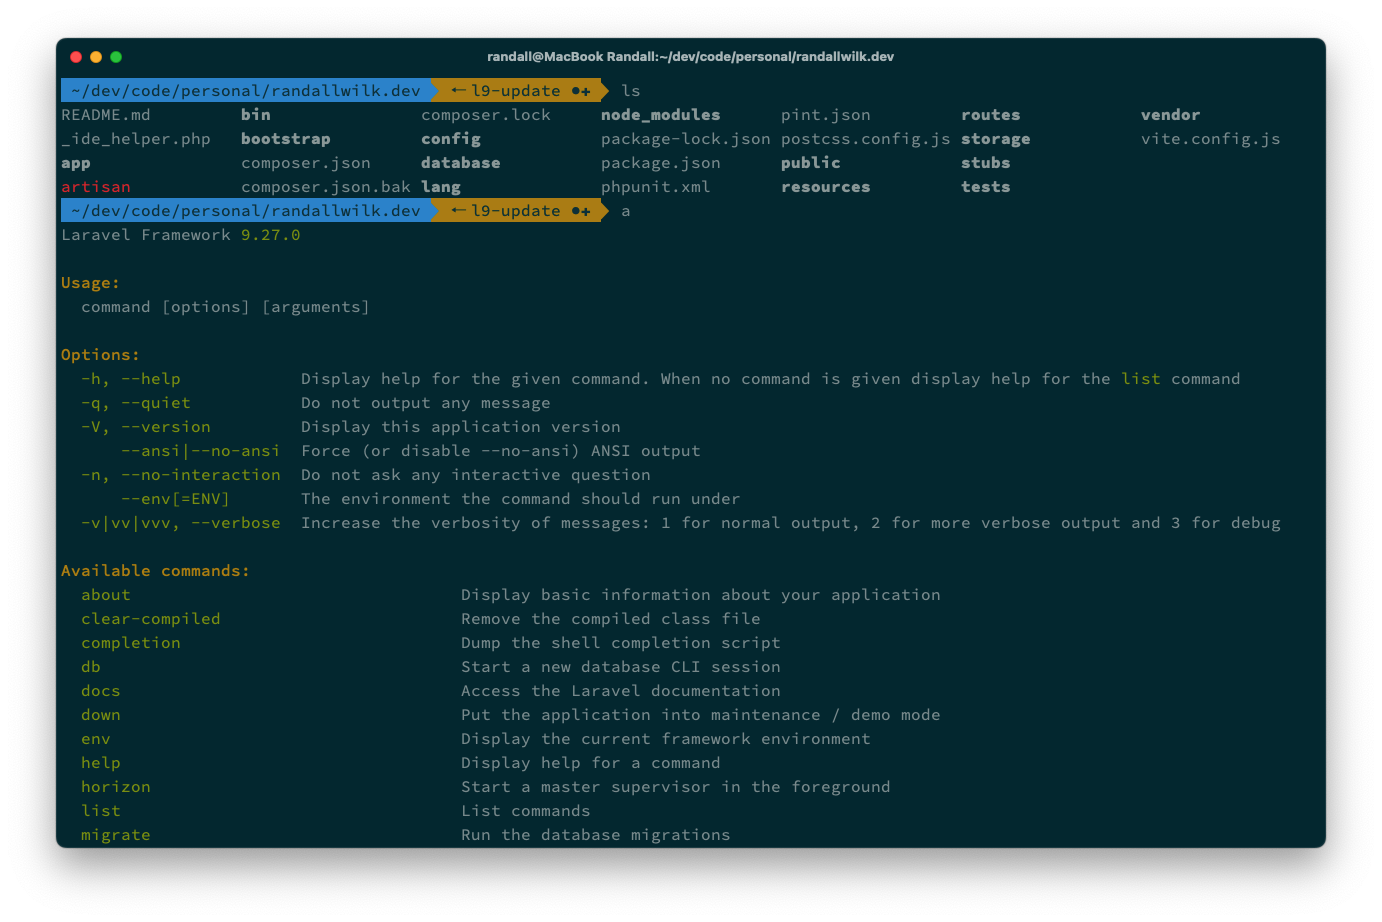 randall@MacBook Randall:~/dev/code/personal/randallwilk.dev
~/dev/code/personal/randallwilk.dev ← l9-update ●+ ls
README.md bin composer.lock node_modules pint.json routes vendor
_ide_helper.php bootstrap config package-lock.json postcss.config.js storage vite.config.js
app composer.json database package.json public stubs
artisan composer.json.bak lang phpunit.xml resources tests
~/dev/code/personal/randallwilk.dev ← l9-update ●+ a
Laravel Framework 9.27.0
Usage:
command [options] [arguments]
Options:
-h, --help Display help for the given command. When no command is given display help for the list command
-q, --quiet Do not output any message
-V, --version Display this application version
--ansi|--no-ansi Force (or disable --no-ansi) ANSI output
-n, --no-interaction Do not ask any interactive question
--env[=ENV] The environment the command should run under
-v|vv|vvv, --verbose Increase the verbosity of messages: 1 for normal output, 2 for more verbose output and 3 for debug
Available commands:
about Display basic information about your application
clear-compiled Remove the compiled class file
completion Dump the shell completion script
db Start a new database CLI session
docs Access the Laravel documentation
down Put the application into maintenance / demo mode
env Display the current framework environment
help Display help for a command
horizon Start a master supervisor in the foreground
list List commands
migrate Run the database migrations